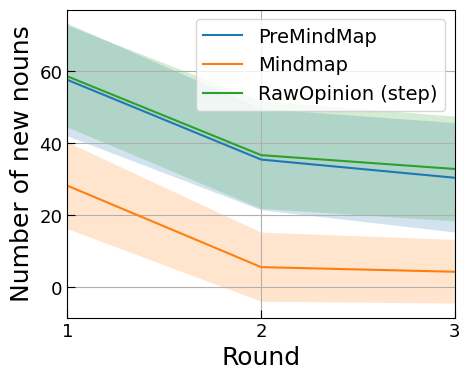 PreMindMap
Mindmap
RawOpinion (step)
Number of new nouns
60
40
20
0
1
2
3
Round